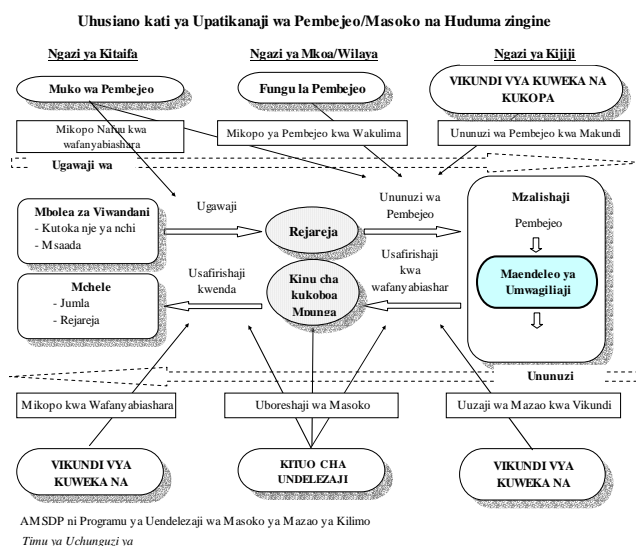 Uhusiano kati ya Upatikanaji wa Pembejeo/Masoko na Huduma zingine
Ngazi ya Kitaifa
Ngazi ya Mkoa/Wilaya
Ngazi ya Kijiji
Muko wa Pembejeo
Fungu la Pembejeo
VIKUNDI VYA KUWEKA NA
KUKOPA
Mikopo Nafuu kwa
wafanyabiashara
Mikopo ya Pembejeo kwa Wakulima
Ununuzi wa Pembejeo kwa Makundi
Ugawaji wa
Mbolea za Viwandani
- Kutoka nje ya nchi
- Msaada
Ugawaji
Rejareja
Ununuzi wa
Pembejeo
Mzalishaji
Pembejeo
Maendeleo ya
Umwagiliaji
Mchele
- Jumla
- Rejareja
Usafirishaji
kwenda
Kinu cha
kukoboa
Mpunga
Usafirishaji
kwa
wafanyabiashar
Ununuzi
Mikopo kwa Wafanyabiashara
Uboreshaji wa Masoko
Uuzaji wa Mazao kwa Vikundi
VIKUNDI VYA
KUWEKA NA
KITUO CHA
UNDELEZAJI
VIKUNDI VYA
KUWEKA NA
AMSDP ni Programu ya Uendelezaji wa Masoko ya Mazao ya Kilimo
Timu ya Uchunguzi ya